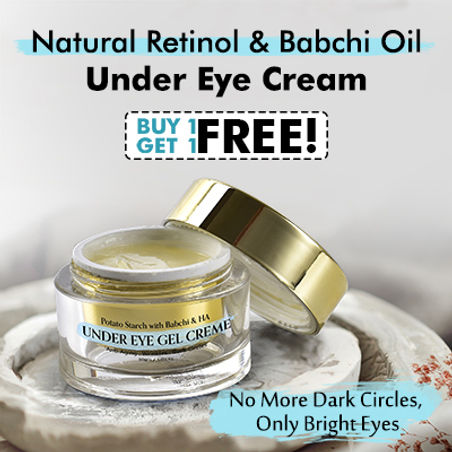 Natural Retinol & Babchi Oil
Under Eye Cream
BUY 1
GET 1
FREE!
Potato Starch with Babchi & HA
UNDER EYE GEL CREME
No More Dark Circles,
Only Bright Eyes